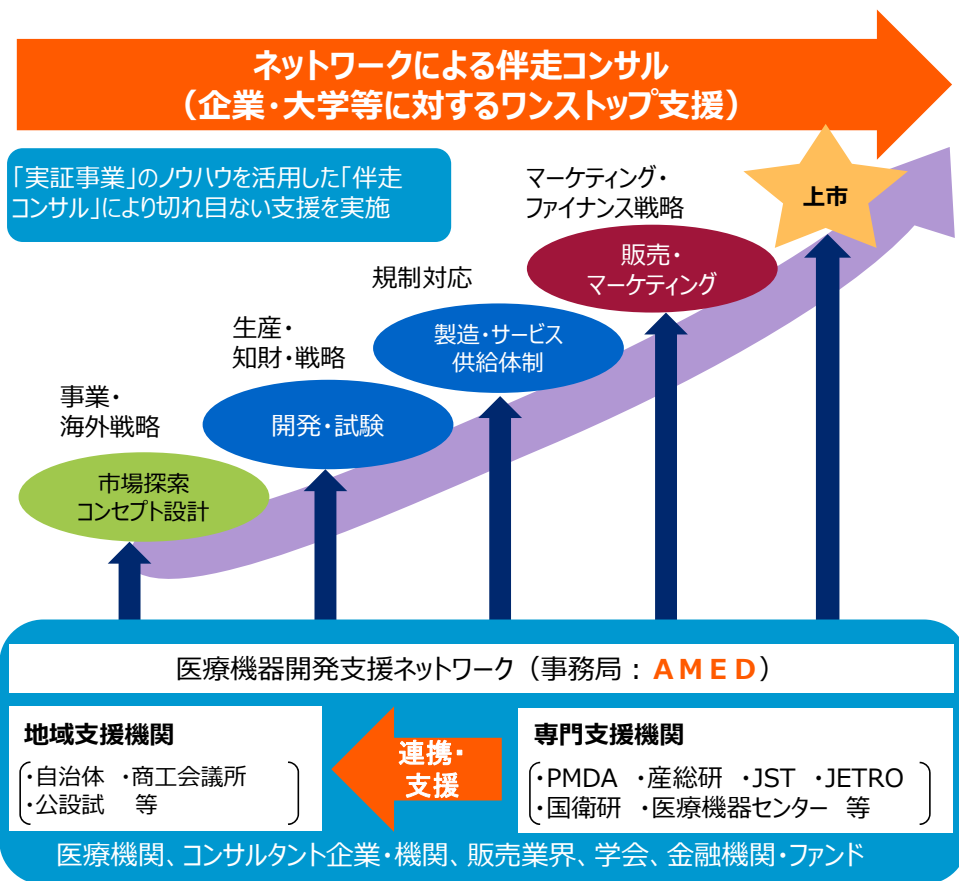 ネットワークによる伴走コンサル
（企業・大学等に対するワンストップ支援）
「実証事業」のノウハウを活用した「伴走
コンサル」により切れ目ない支援を実施
マーケティング・
ファイナンス戦略
上市
販売・
マーケティング
規制対応
製造・サービス
供給体制
生産・
知財・戦略
開発・試験
事業・
海外戦略
市場探索
コンセプト設計
医療機器開発支援ネットワーク（事務局：ＡＭＥＤ）
地域支援機関
・自治体 ・商工会議所
・公設試 等
連携・
支援
専門支援機関
・PMDA ・産総研 ・JST ・JETRO
・国衛研 ・医療機器センター 等
医療機関、コンサルタント企業・機関、販売業界、学会、金融機関・ファンド